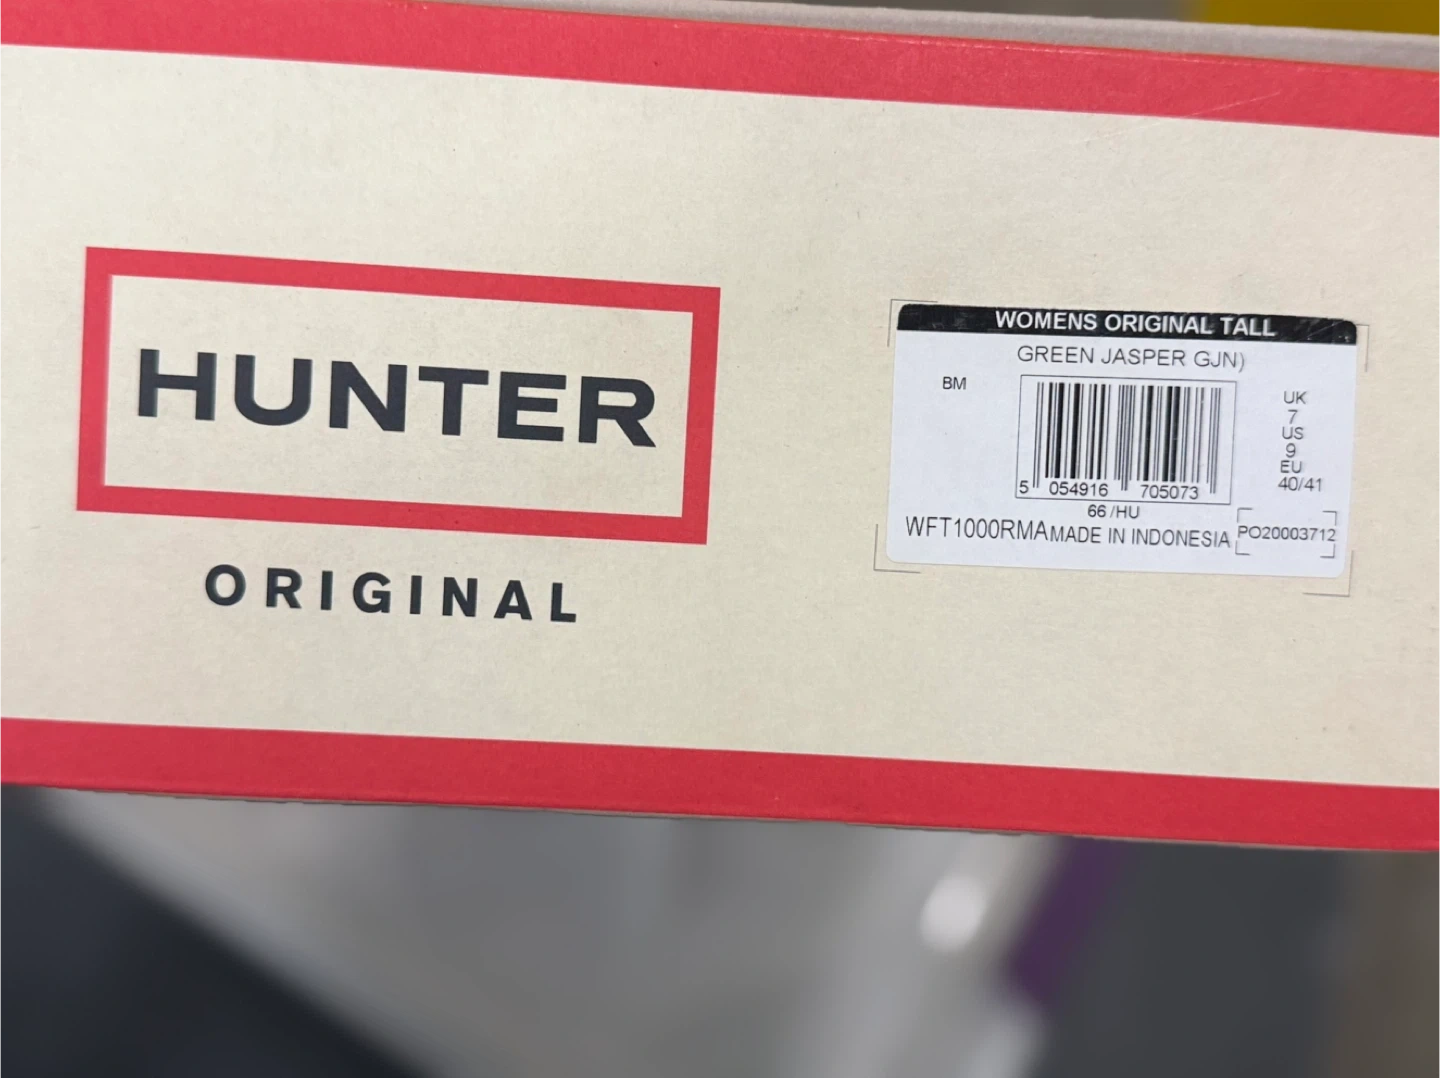 HUNTER
ORIGINAL
WOMENS ORIGINAL TALL
GREEN JASPER GJN)
BM
UK
7
US
9
EU
40/41
5 054916 705073
66 /HU
WFT1000RMA MADE IN INDONESIA PO20003712